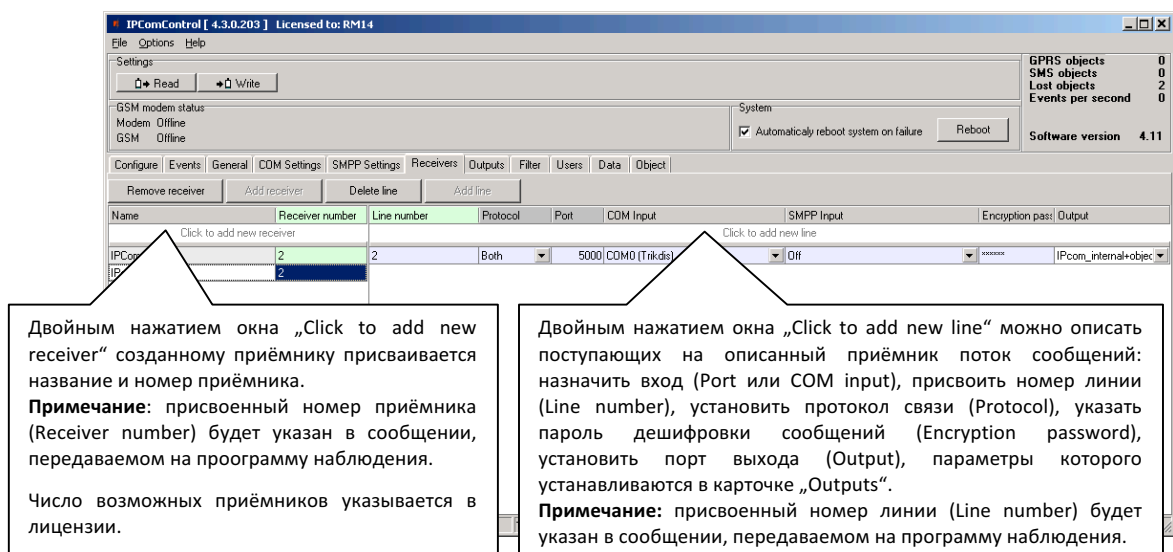 IPComControl [ 4.3.0.203 ] Licensed to: RM14
File Options Help
Settings
Read Write
GPRS objects 0
SMS objects 0
Lost objects 2
Events per second 0
GSM modem status
Modem Offline
GSM Offline
System
Automaticaly reboot system on failure Reboot
Software version 4.11
Configure Events General COM Settings SMPP Settings Receivers Outputs Filter Users Data Object
Remove receiver Add receiver Delete line Add line
Name Receiver number Line number Protocol Port COM Input SMPP Input Encryption pass Output
Click to add new receiver Click to add new line
IPCom 2 2 Both 5000 COM0 (Trikdis) Off ×××××× IPcom_internal+objec
2
Двойным нажатием окна „Click to add new
receiver“ созданному приёмнику присваивается
название и номер приёмника.
Примечание: присвоенный номер приёмника
(Receiver number) будет указан в сообщении,
передаваемом на проограмму наблюдения.
Число возможных приёмников указывается в
лицензии.
Двойным нажатием окна „Click to add new line“ можно описать
поступающих на описанный приёмник поток сообщений:
назначить вход (Port или COM input), присвоить номер линии
(Line number), установить протокол связи (Protocol), указать
пароль дешифровки сообщений (Encryption password),
установить порт выхода (Output), параметры которого
устанавливаются в карточке „Outputs“.
Примечание: присвоенный номер линии (Line number) будет
указан в сообщении, передаваемом на программу наблюдения.